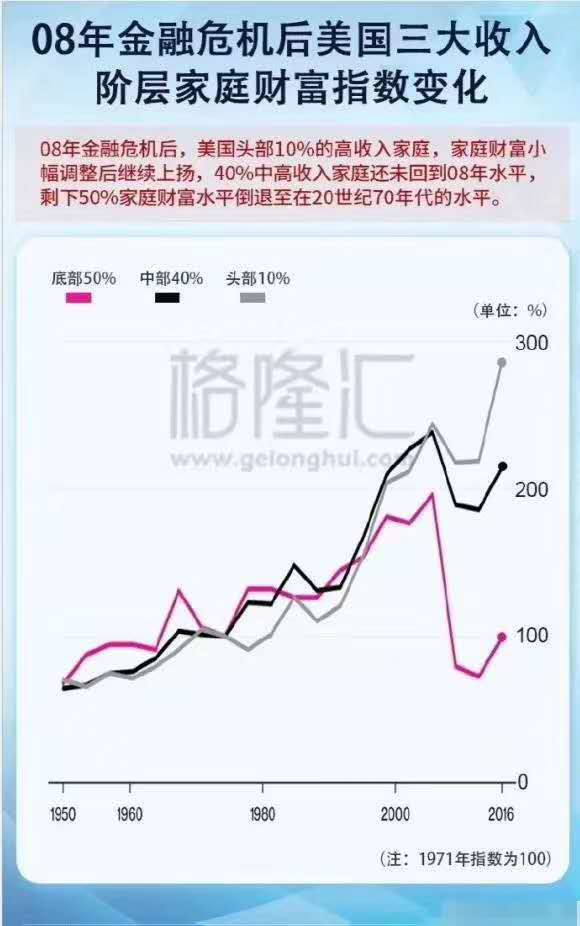 08年金融危机后美国三大收入
阶层家庭财富指数变化
08年金融危机后，美国头部10%的高收入家庭，家庭财富小
幅调整后继续上扬，40%中高收入家庭还未回到08年水平，
剩下50%家庭财富水平倒退至在20世纪70年代的水平。
底部50% 中部40% 头部10%
（单位：%）
300
格隆汇
www.gelonghui.com
200
100
0
1950 1960 1980 2000 2016
（注：1971年指数为100）